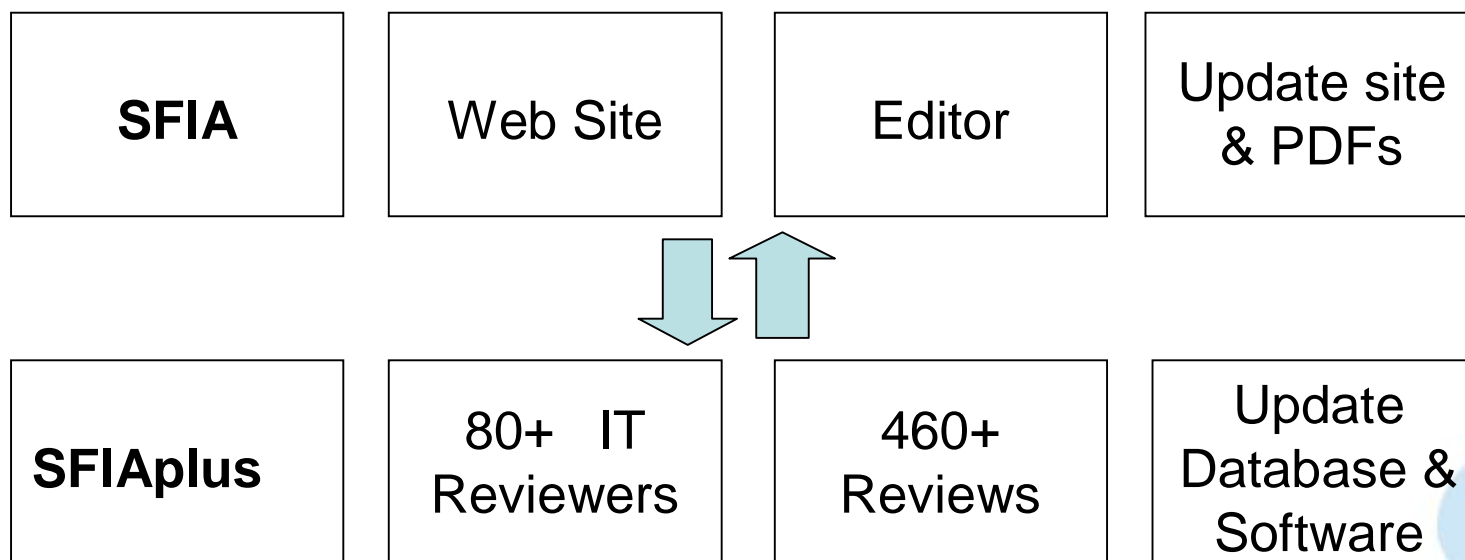 SFIA
Web Site
Editor
Update site
& PDFs
SFIAplus
80+ IT
Reviewers
460+
Reviews
Update
Database &
Software